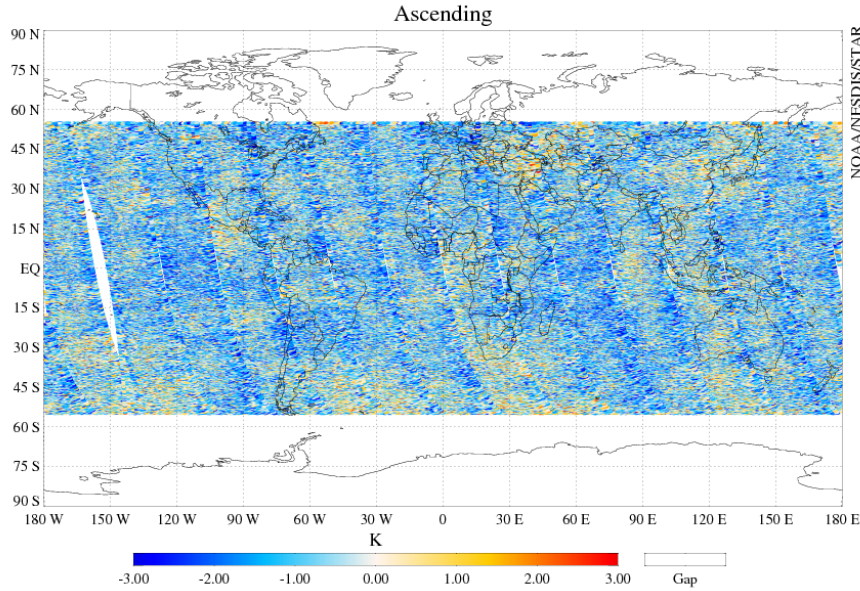 Ascending
90 N
75 N
60 N
45 N
30 N
15 N
EQ
15 S
30 S
45 S
60 S
75 S
90 S
180 W
150 W
120 W
90 W
60 W
30 W
0
30 E
60 E
90 E
120 E
150 E
180 E
NOAA/NESDIS/STAR
K
-3.00
-2.00
-1.00
0.00
1.00
2.00
3.00
Gap